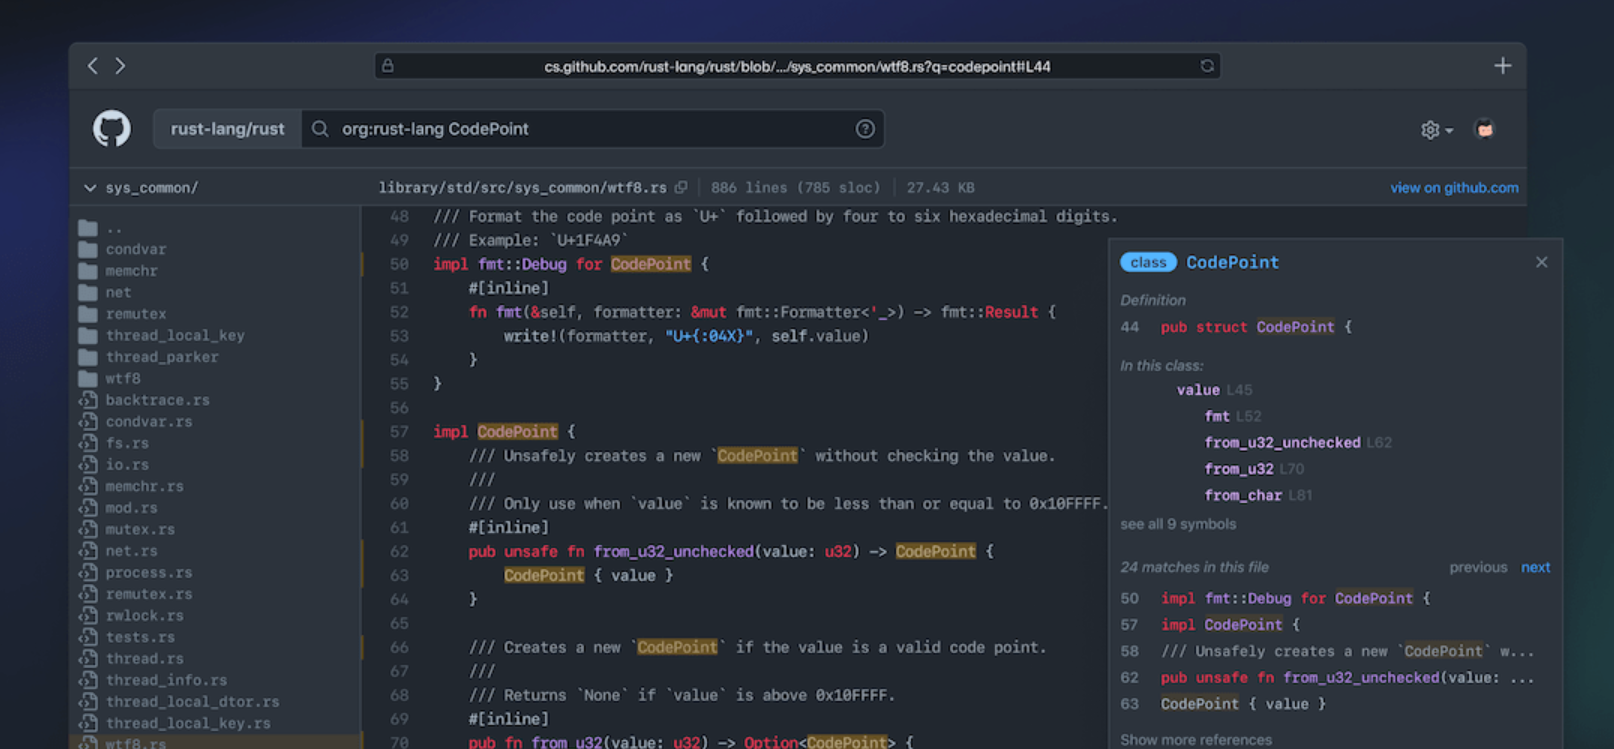 cs.github.com/rust-lang/rust/blob/.../sys_common/wtf8.rs?q=codepoint#L44
rust-lang/rust
org:rust-lang CodePoint
sys_common/
library/std/src/sys_common/wtf8.rs
886 lines (785 sloc)
27.43 KB
view on github.com
..
condvar
memchr
net
remutex
thread_local_key
thread_parker
wtf8
backtrace.rs
condvar.rs
fs.rs
io.rs
memchr.rs
mod.rs
mutex.rs
net.rs
process.rs
remutex.rs
rwlock.rs
tests.rs
thread.rs
thread_info.rs
thread_local_dtor.rs
thread_local_key.rs
wtf8.rs
48 /// Format the code point as `U+` followed by four to six hexadecimal digits.
49 /// Example: `U+1F4A9`
50 impl fmt::Debug for CodePoint {
51 #[inline]
52 fn fmt(&self, formatter: &mut fmt::Formatter<'_>) -> fmt::Result {
53 write!(formatter, "U+{:04X}", self.value)
54 }
55 }
56
57 impl CodePoint {
58 /// Unsafely creates a new `CodePoint` without checking the value.
59 ///
60 /// Only use when `value` is known to be less than or equal to 0x10FFFF.
61 #[inline]
62 pub unsafe fn from_u32_unchecked(value: u32) -> CodePoint {
63 CodePoint { value }
64 }
65
66 /// Creates a new `CodePoint` if the value is a valid code point.
67 ///
68 /// Returns `None` if `value` is above 0x10FFFF.
69 #[inline]
70 pub fn from_u32(value: u32) -> Option<CodePoint> {
class CodePoint
Definition
44 pub struct CodePoint {
In this class:
value L45
fmt L52
from_u32_unchecked L62
from_u32 L70
from_char L81
see all 9 symbols
24 matches in this file previous next
50 impl fmt::Debug for CodePoint {
57 impl CodePoint {
58 /// Unsafely creates a new `CodePoint` w...
62 pub unsafe fn from_u32_unchecked(value: ...
63 CodePoint { value }
Show more references